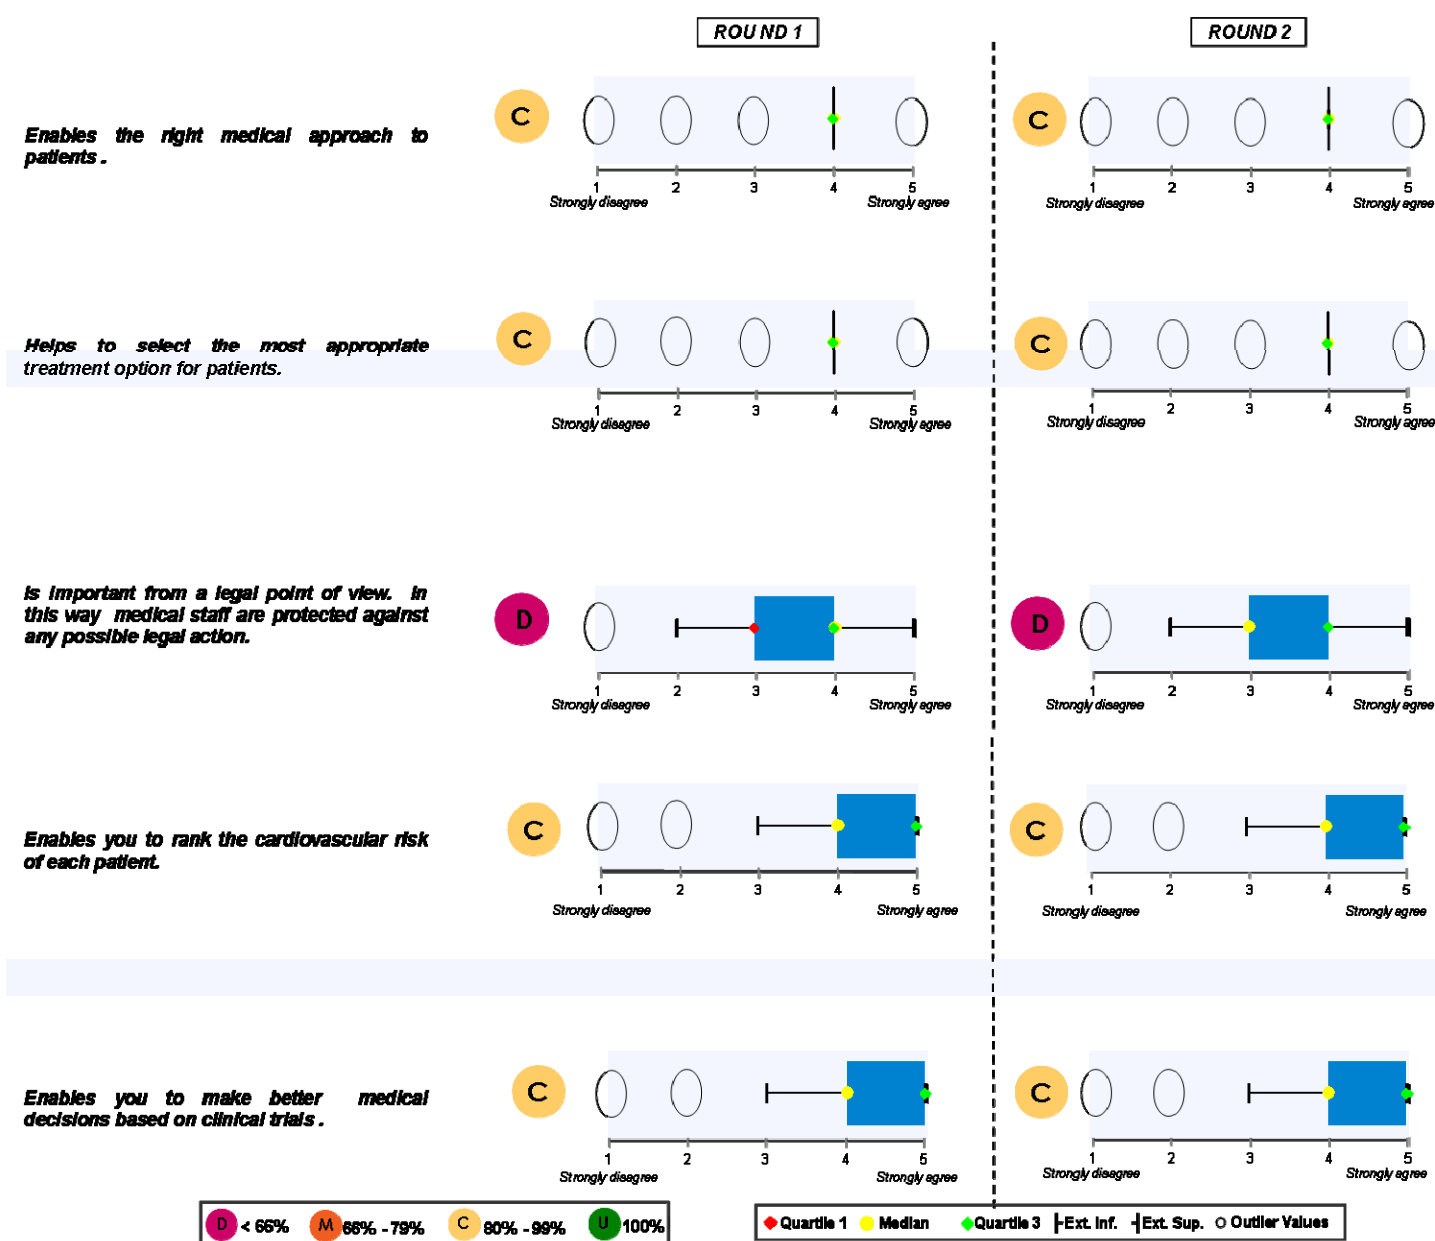 ROUND 1
ROUND 2
Enables the right medical approach to
patients .
C
C
1 2 3 4 5
Strongly disagree Strongly agree
1 2 3 4 5
Strongly disagree Strongly agree
Helps to select the most appropriate
treatment option for patients.
C
C
1 2 3 4 5
Strongly disagree Strongly agree
1 2 3 4 5
Strongly disagree Strongly agree
Is important from a legal point of view. In
this way medical staff are protected against
any possible legal action.
D
D
1 2 3 4 5
Strongly disagree Strongly agree
1 2 3 4 5
Strongly disagree Strongly agree
Enables you to rank the cardiovascular risk
of each patient.
C
C
1 2 3 4 5
Strongly disagree Strongly agree
1 2 3 4 5
Strongly disagree Strongly agree
Enables you to make better medical
decisions based on clinical trials .
C
C
1 2 3 4 5
Strongly disagree Strongly agree
1 2 3 4 5
Strongly disagree Strongly agree
D < 66% M 66% - 79% C 80% - 99% U 100%
Quartile 1 Median Quartile 3 Ext. Inf. Ext. Sup. Outlier Values